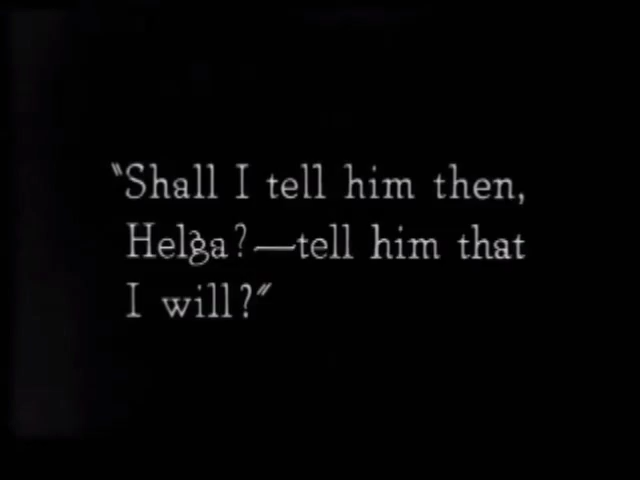 "Shall I tell him then,
Helga?—tell him that
I will?"